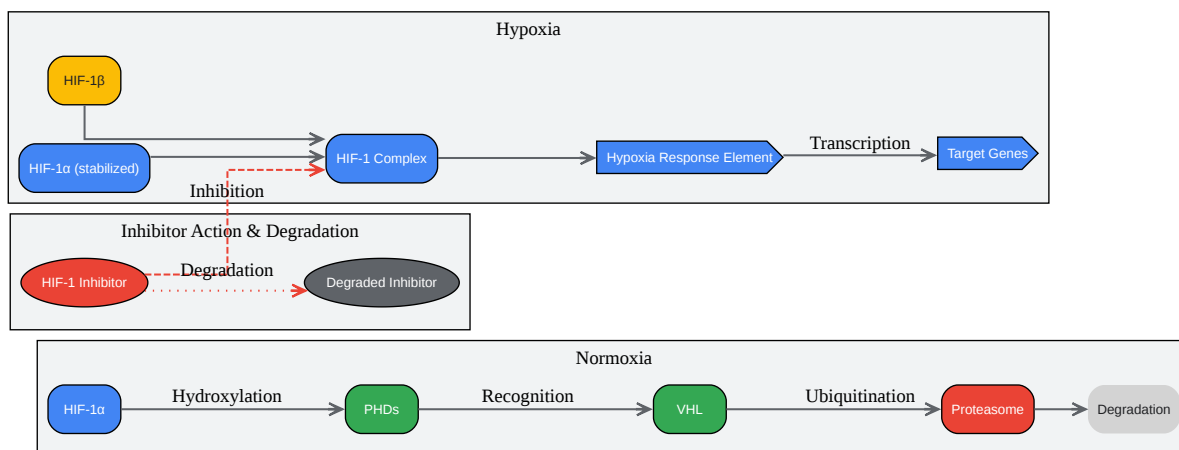 Hypoxia
HIF-1β
HIF-1α (stabilized)
HIF-1 Complex
Hypoxia Response Element
Transcription
Target Genes
Inhibition
Inhibitor Action & Degradation
HIF-1 Inhibitor
Degradation
Degraded Inhibitor
Normoxia
HIF-1α
Hydroxylation
PHDs
Recognition
VHL
Ubiquitination
Proteasome
Degradation